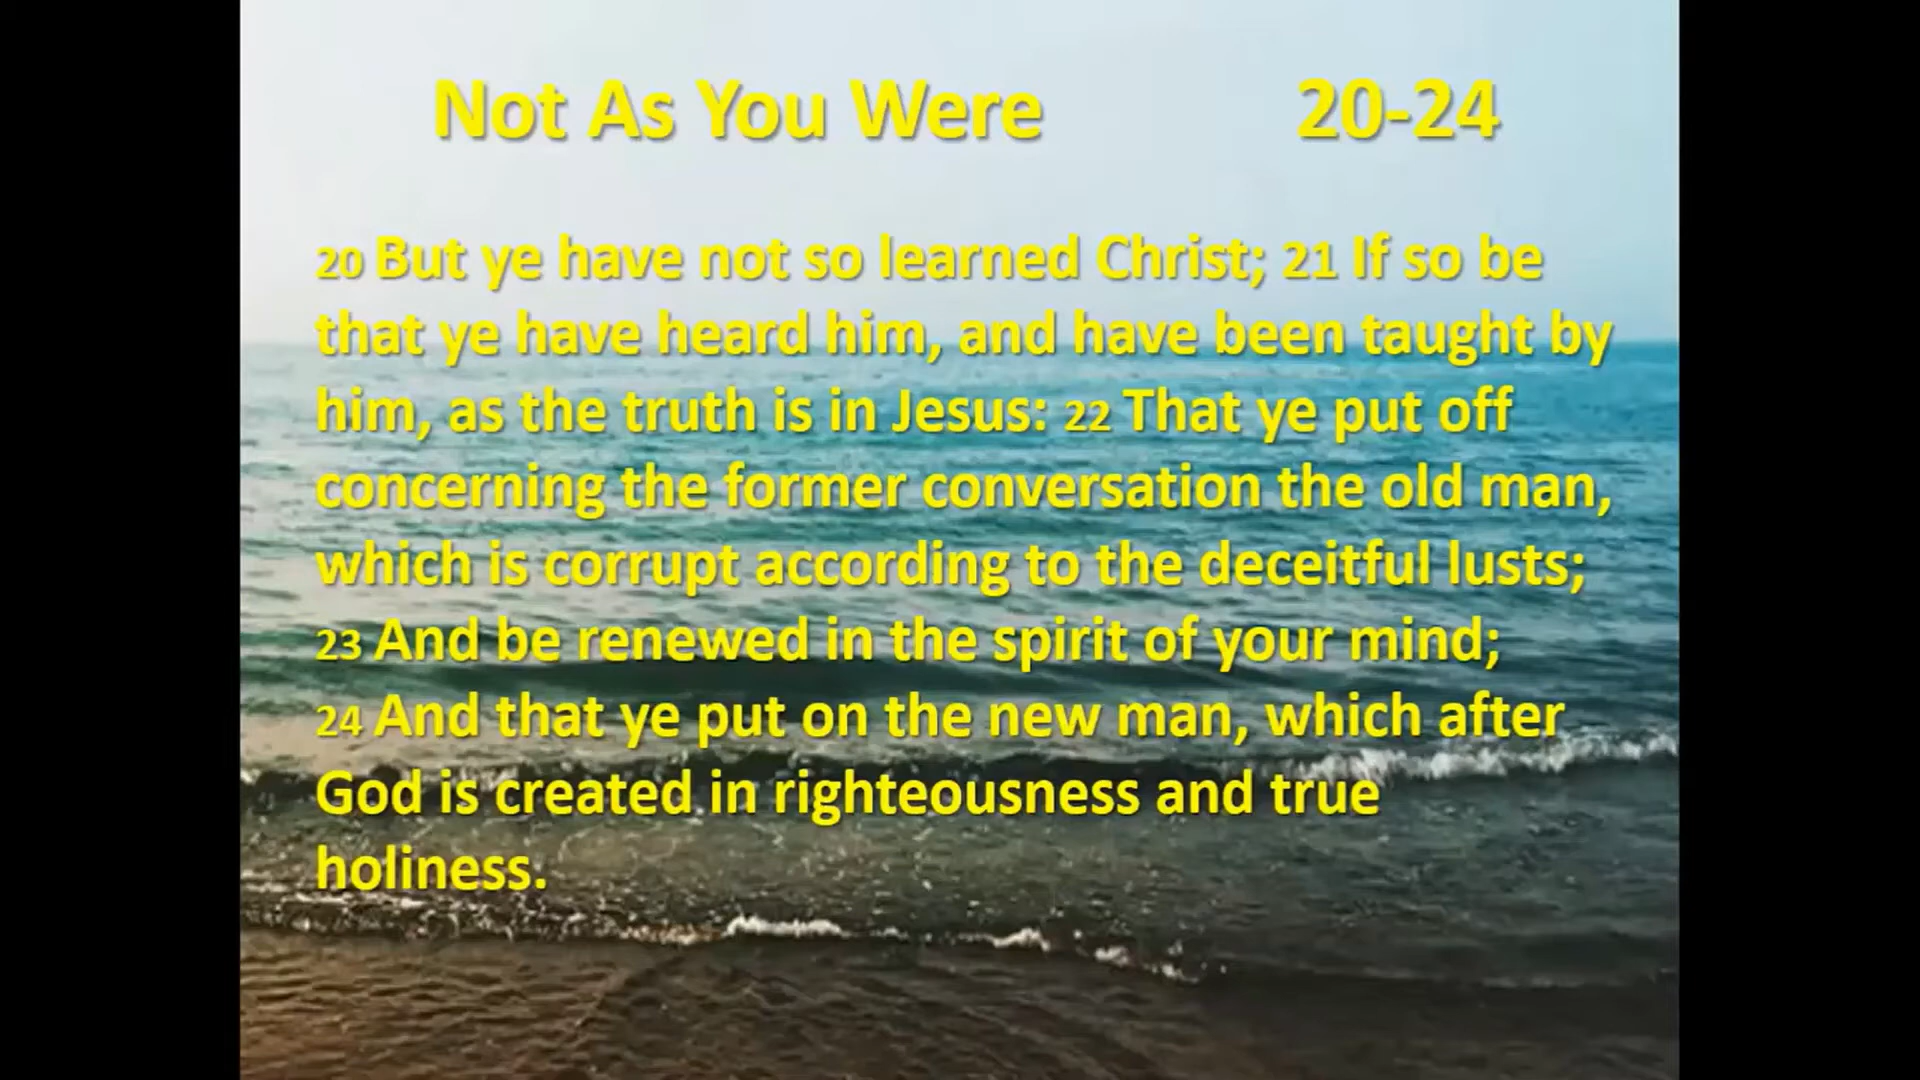 Not As You Were 20-24
20 But ye have not so learned Christ; 21 If so be
that ye have heard him, and have been taught by
him, as the truth is in Jesus: 22 That ye put off
concerning the former conversation the old man,
which is corrupt according to the deceitful lusts;
23 And be renewed in the spirit of your mind;
24 And that ye put on the new man, which after
God is created in righteousness and true
holiness.